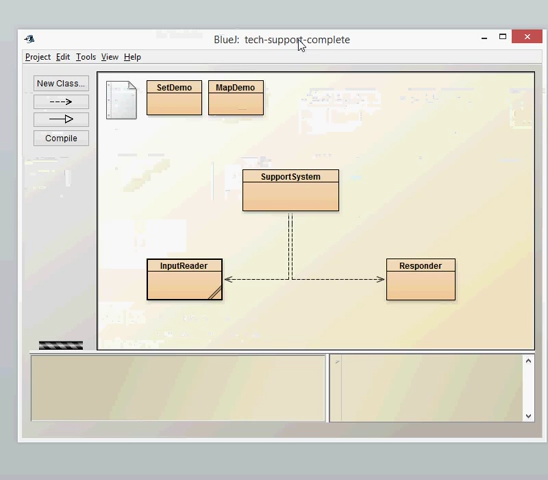 BlueJ: tech-support-complete
Project Edit Tools View Help
New Class...
Compile
SetDemo
MapDemo
SupportSystem
InputReader
Responder